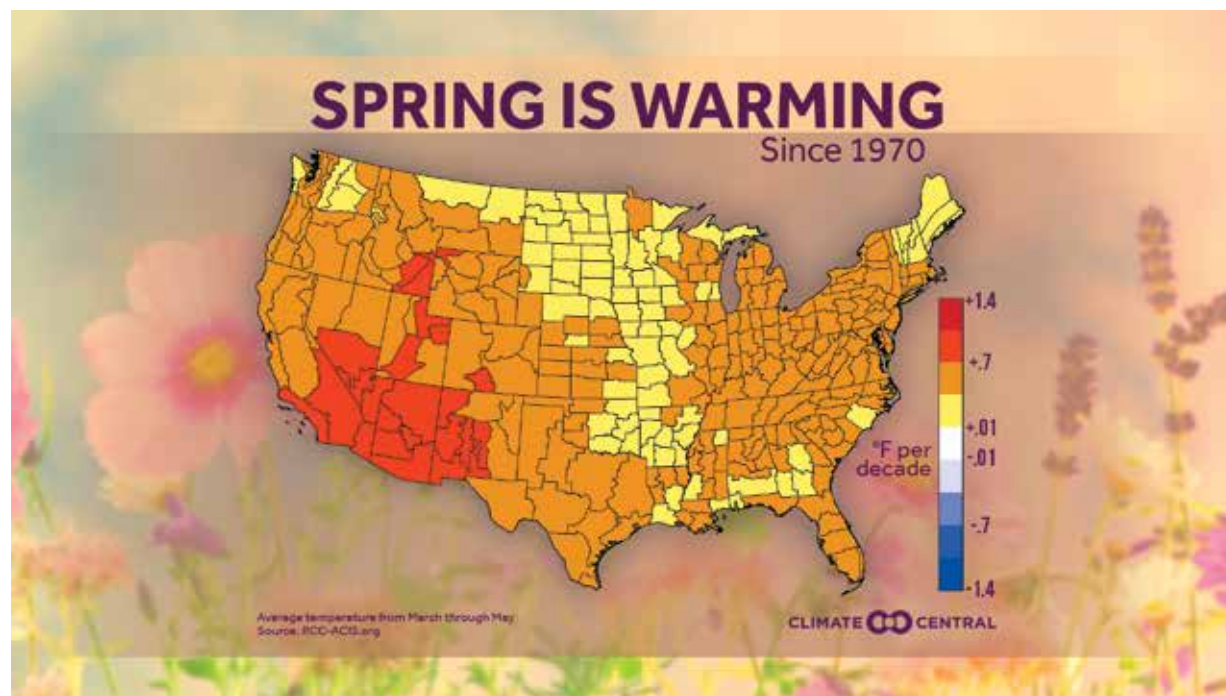 SPRING IS WARMING
Since 1970
+1.4
+.7
+.01
°F per
decade
-.01
-.7
-1.4
Average temperature from March through May
Source: RCC-ACIS.org
CLIMATE CENTRAL